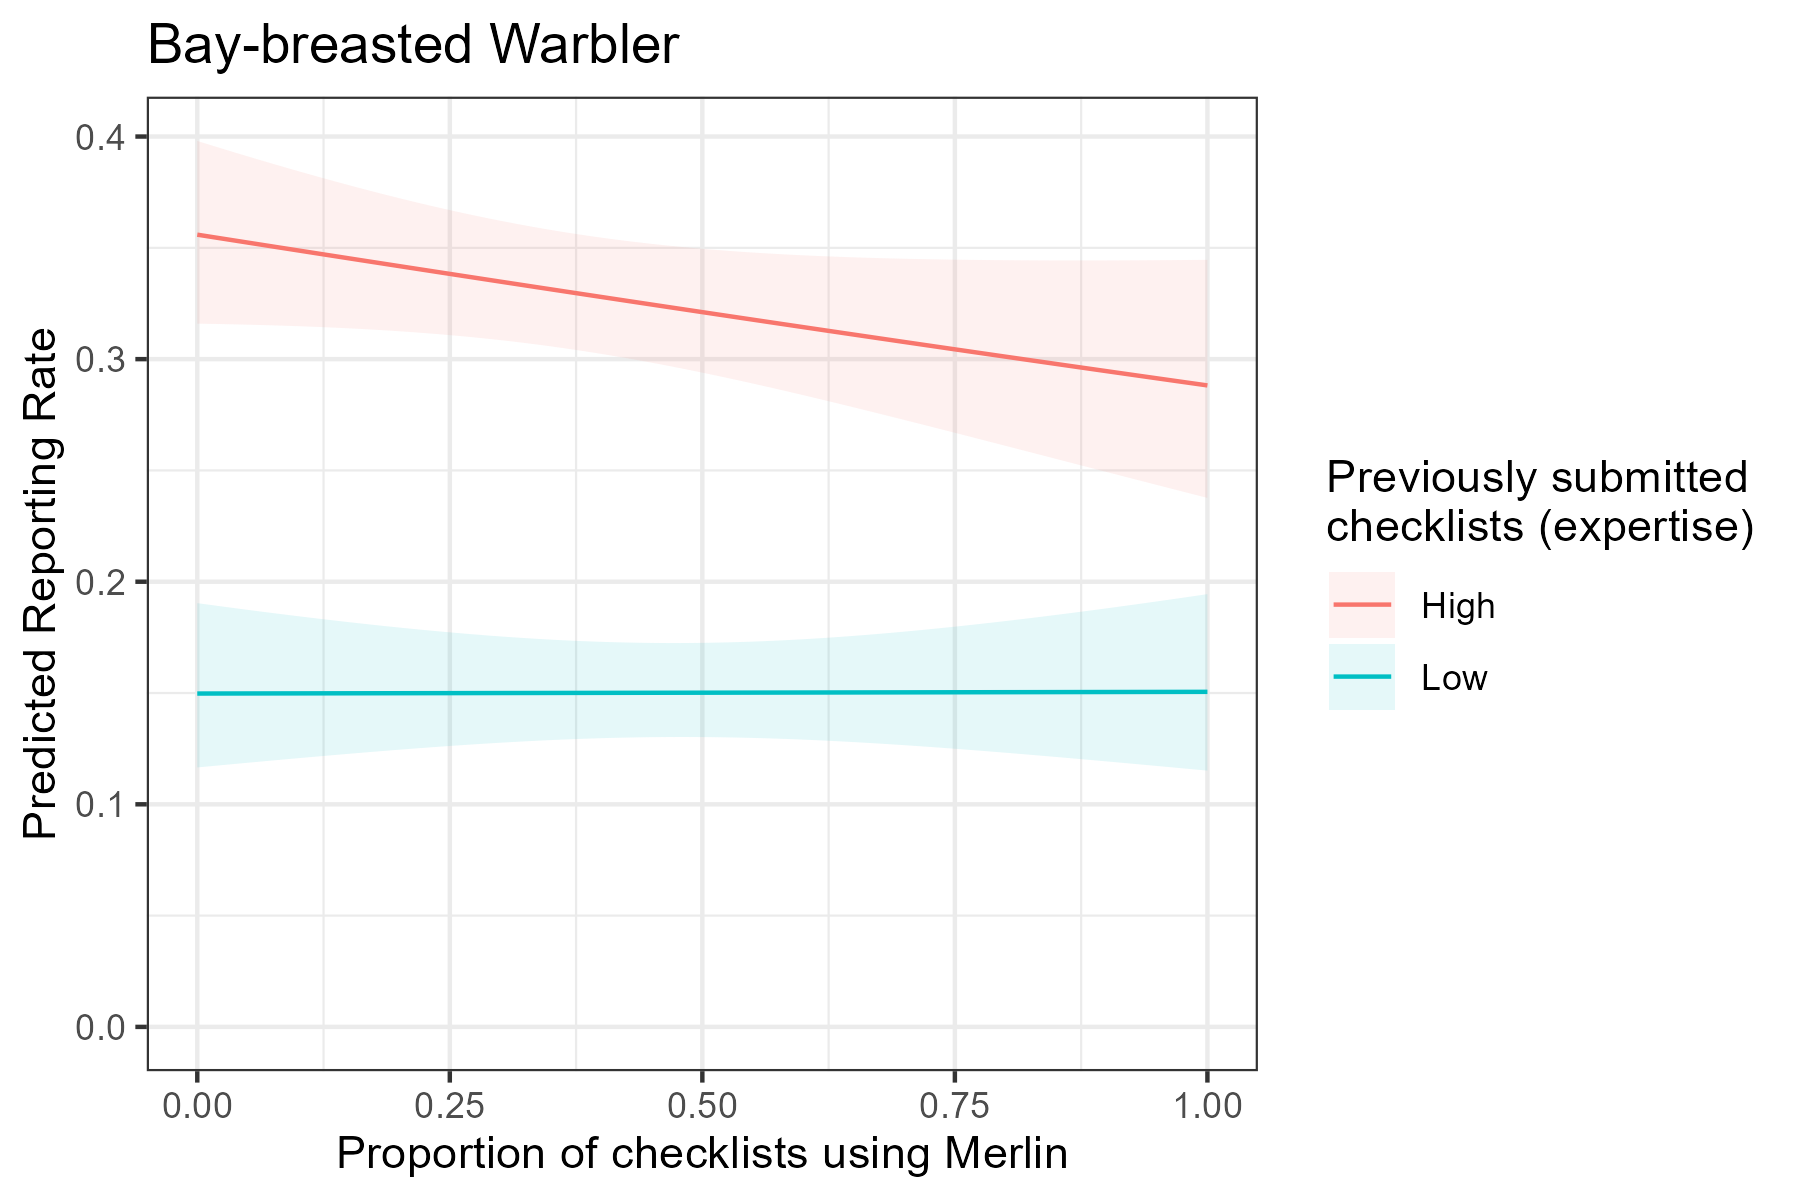 Bay-breasted Warbler
Predicted Reporting Rate
0.4
0.3
0.2
0.1
0.0
0.00 0.25 0.50 0.75 1.00
Proportion of checklists using Merlin
Previously submitted
checklists (expertise)
High
Low